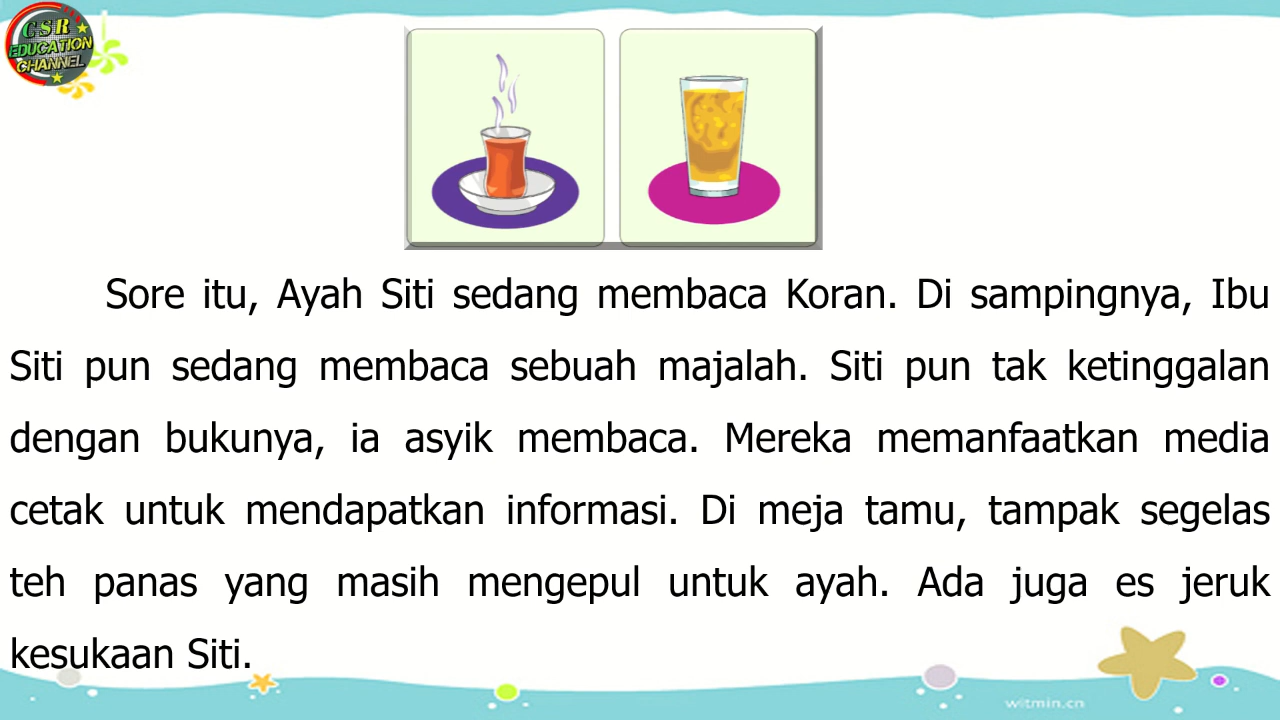 CSR
EDUCATION
CHANNEL
Sore itu, Ayah Siti sedang membaca Koran. Di sampingnya, Ibu
Siti pun sedang membaca sebuah majalah. Siti pun tak ketinggalan
dengan bukunya, ia asyik membaca. Mereka memanfaatkan media
cetak untuk mendapatkan informasi. Di meja tamu, tampak segelas
teh panas yang masih mengepul untuk ayah. Ada juga es jeruk
kesukaan Siti.
witmin.cn